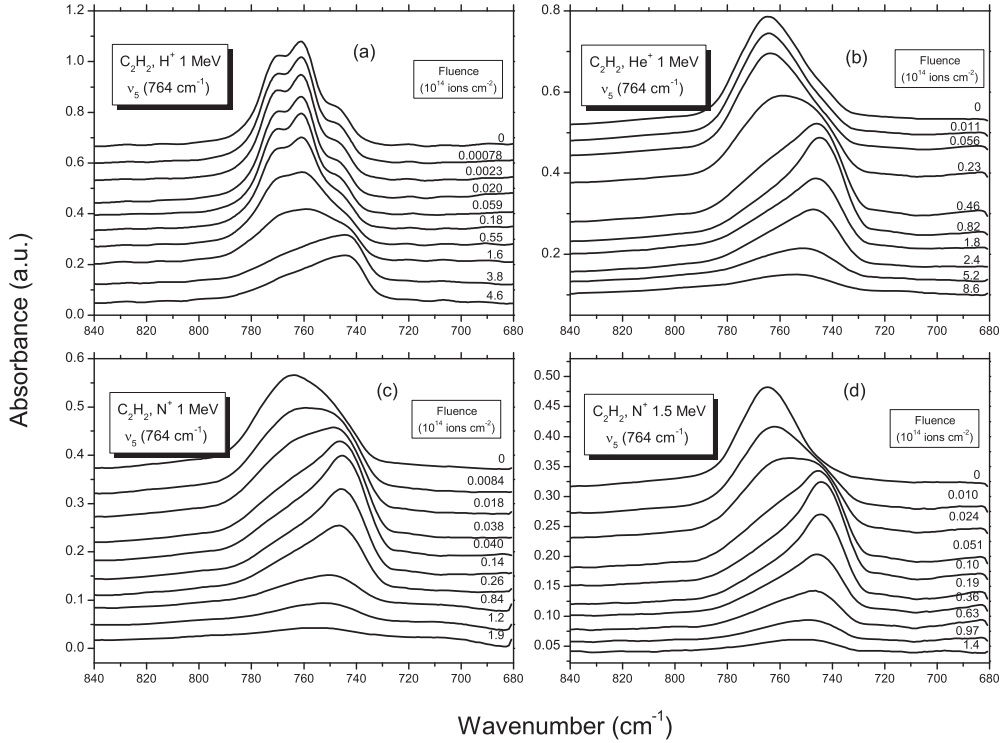 Absorbance (a.u.)
Wavenumber (cm⁻¹)
1.2
1.0
0.8
0.6
0.4
0.2
0.0
C₂H₂, H⁺ 1 MeV
ν₅ (764 cm⁻¹)
(a)
Fluence
(10¹⁴ ions cm⁻²)
0
0.00078
0.0023
0.020
0.059
0.18
0.55
1.6
3.8
4.6
840 820 800 780 760 740 720 700 680
0.8
0.6
0.4
0.2
C₂H₂, He⁺ 1 MeV
ν₅ (764 cm⁻¹)
(b)
Fluence
(10¹⁴ ions cm⁻²)
0
0.011
0.056
0.23
0.46
0.82
1.8
2.4
5.2
8.6
840 820 800 780 760 740 720 700 680
0.6
0.5
0.4
0.3
0.2
0.1
0.0
C₂H₂, N⁺ 1 MeV
ν₅ (764 cm⁻¹)
(c)
Fluence
(10¹⁴ ions cm⁻²)
0
0.0084
0.018
0.038
0.040
0.14
0.26
0.84
1.2
1.9
840 820 800 780 760 740 720 700 680
0.50
0.45
0.40
0.35
0.30
0.25
0.20
0.15
0.10
0.05
C₂H₂, N⁺ 1.5 MeV
ν₅ (764 cm⁻¹)
(d)
Fluence
(10¹⁴ ions cm⁻²)
0
0.010
0.024
0.051
0.10
0.19
0.36
0.63
0.97
1.4
840 820 800 780 760 740 720 700 680